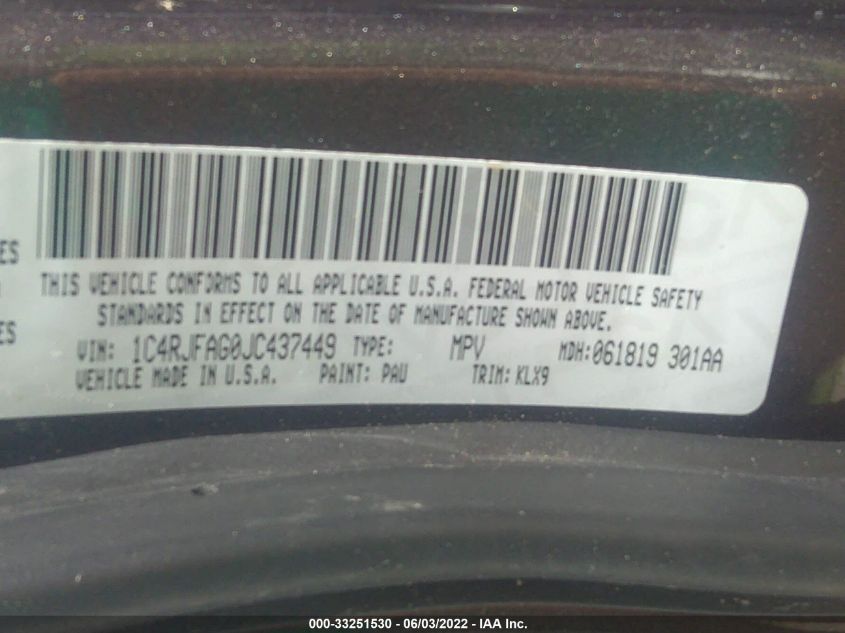 ES
THIS VEHICLE CONFORMS TO ALL APPLICABLE U.S.A. FEDERAL MOTOR VEHICLE SAFETY
STANDARDS IN EFFECT ON THE DATE OF MANUFACTURE SHOWN ABOVE.
ES
VIN: 1C4RJFAG0JC437449 TYPE: MPV MDH:061819 301AA
VEHICLE MADE IN U.S.A. PAINT: PAU TRIM: KLX9
000-33251530 - 06/03/2022 - IAA Inc.